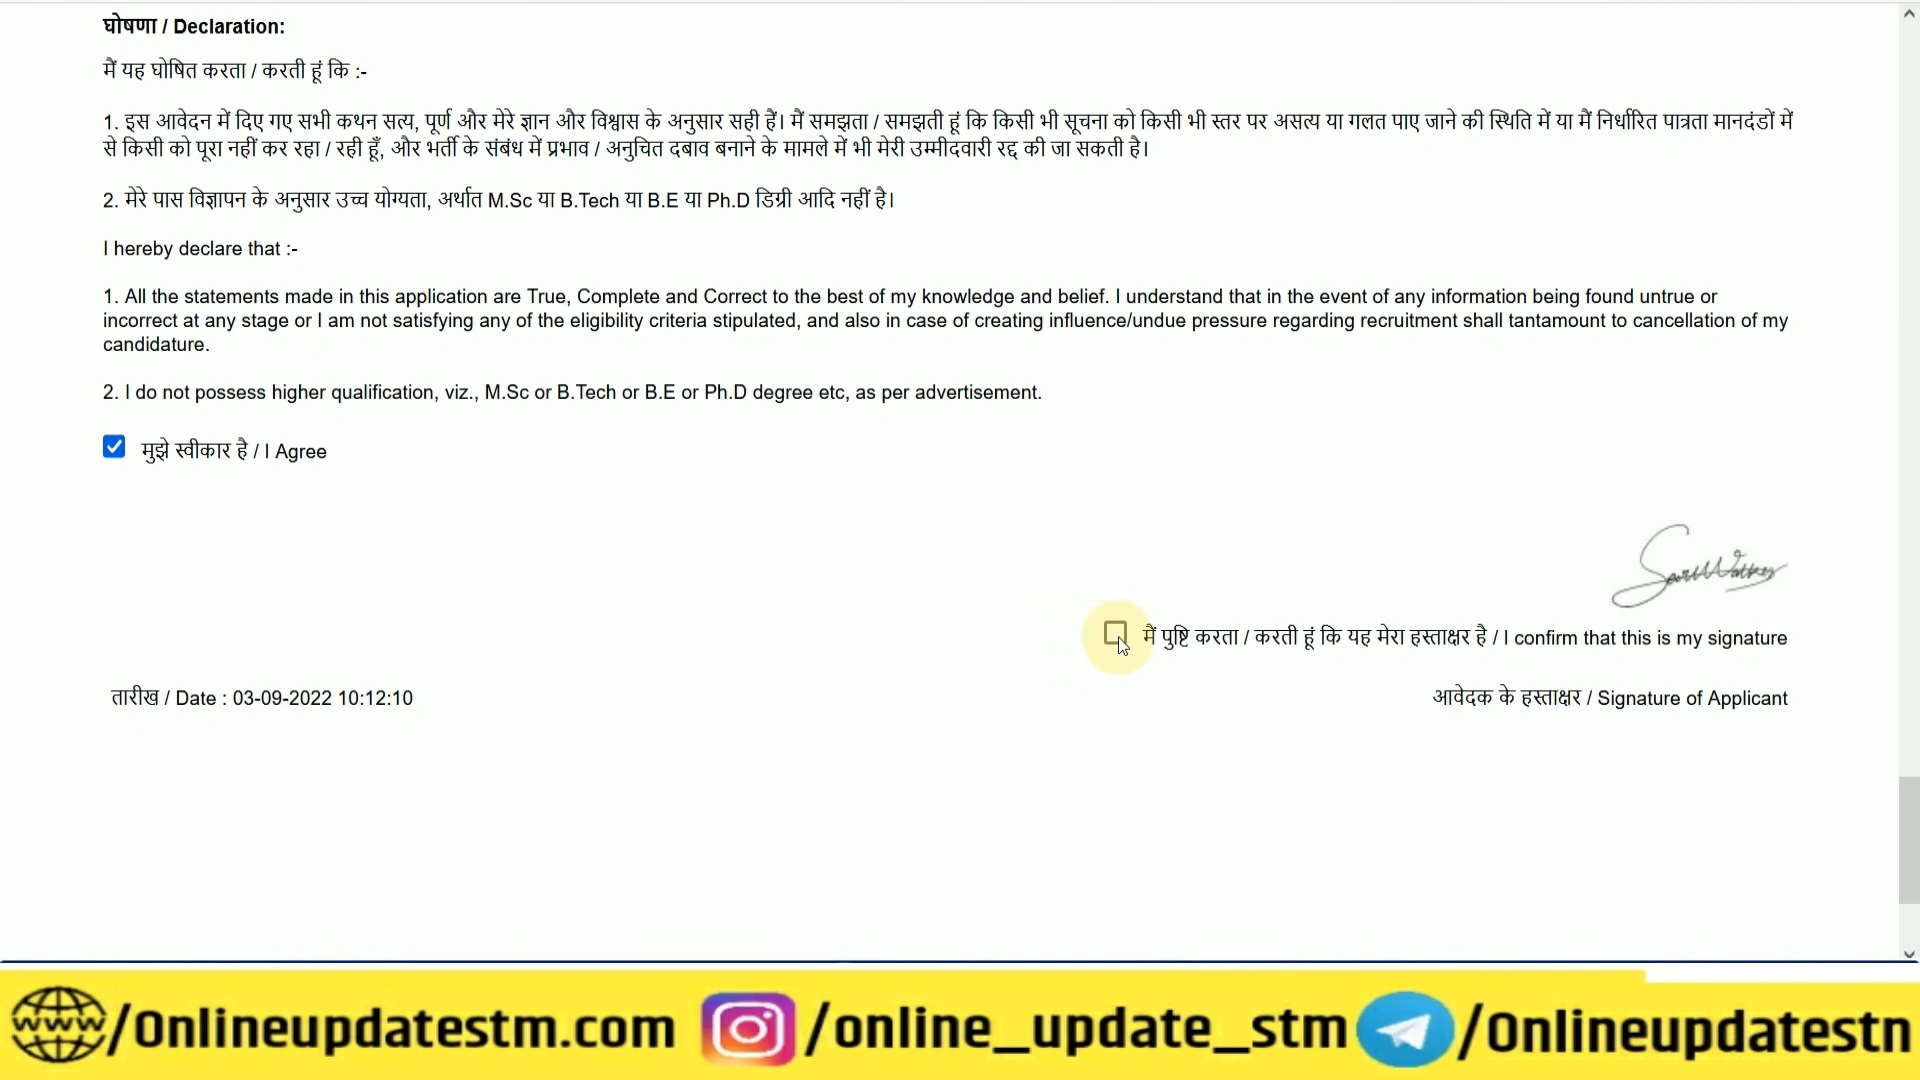 घोषणा / Declaration:
मैं यह घोषित करता / करती हूं कि :-
1. इस आवेदन में दिए गए सभी कथन सत्य, पूर्ण और मेरे ज्ञान और विश्वास के अनुसार सही हैं। मैं समझता / समझती हूं कि किसी भी सूचना को किसी भी स्तर पर असत्य या गलत पाए जाने की स्थिति में या मैं निर्धारित पात्रता मानदंडों में
से किसी को पूरा नहीं कर रहा / रही हूँ, और भर्ती के संबंध में प्रभाव / अनुचित दबाव बनाने के मामले में भी मेरी उम्मीदवारी रद्द की जा सकती है।
2. मेरे पास विज्ञापन के अनुसार उच्च योग्यता, अर्थात M.Sc या B.Tech या B.E या Ph.D डिग्री आदि नहीं है।
I hereby declare that :-
1. All the statements made in this application are True, Complete and Correct to the best of my knowledge and belief. I understand that in the event of any information being found untrue or
incorrect at any stage or I am not satisfying any of the eligibility criteria stipulated, and also in case of creating influence/undue pressure regarding recruitment shall tantamount to cancellation of my
candidature.
2. I do not possess higher qualification, viz., M.Sc or B.Tech or B.E or Ph.D degree etc, as per advertisement.
मुझे स्वीकार है / I Agree
मैं पुष्टि करता / करती हूं कि यह मेरा हस्ताक्षर है / I confirm that this is my signature
तारीख / Date : 03-09-2022 10:12:10
आवेदक के हस्ताक्षर / Signature of Applicant
www /Onlineupdatestm.com /online_update_stm /Onlineupdatestn